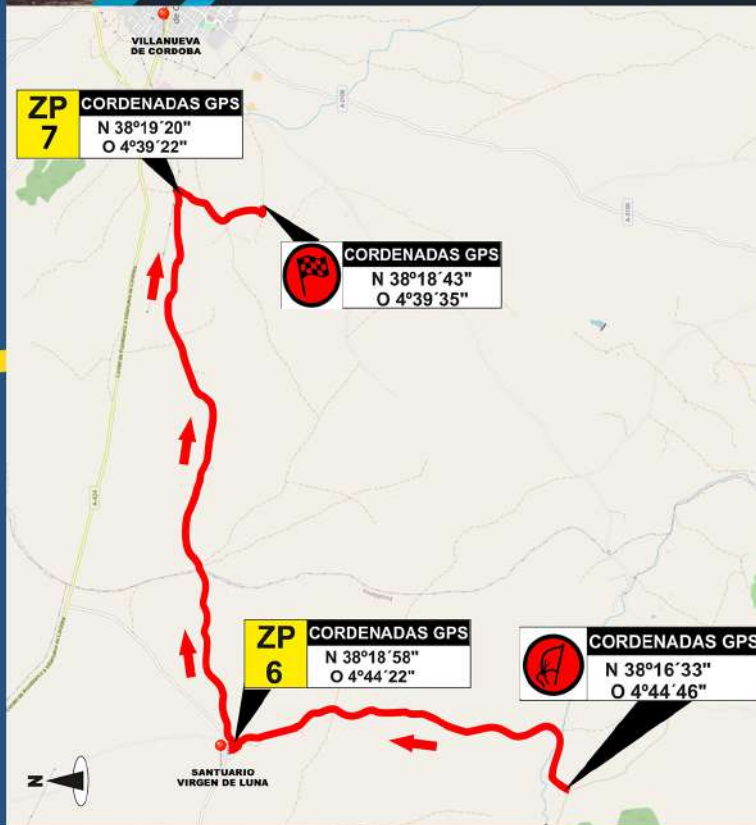 VILLANUEVA
DE CORDOBA
ZP
7
CORDENADAS GPS
N 38º19´20"
O 4º39´22"
CORDENADAS GPS
N 38º18´43"
O 4º39´35"
A-424
ZP
6
CORDENADAS GPS
N 38º18´58"
O 4º44´22"
CORDENADAS GPS
N 38º16´33"
O 4º44´46"
SANTUARIO
VIRGEN DE LUNA
N